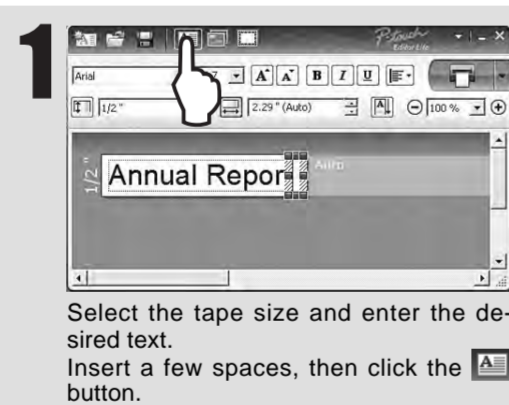 1
P-touch
Editor Lite
Arial
7
A A B I U
1/2 "
2.29 " (Auto)
A
100 %
1/2 "
Annual Repor
Auto
Select the tape size and enter the de-
sired text.
Insert a few spaces, then click the A
button.